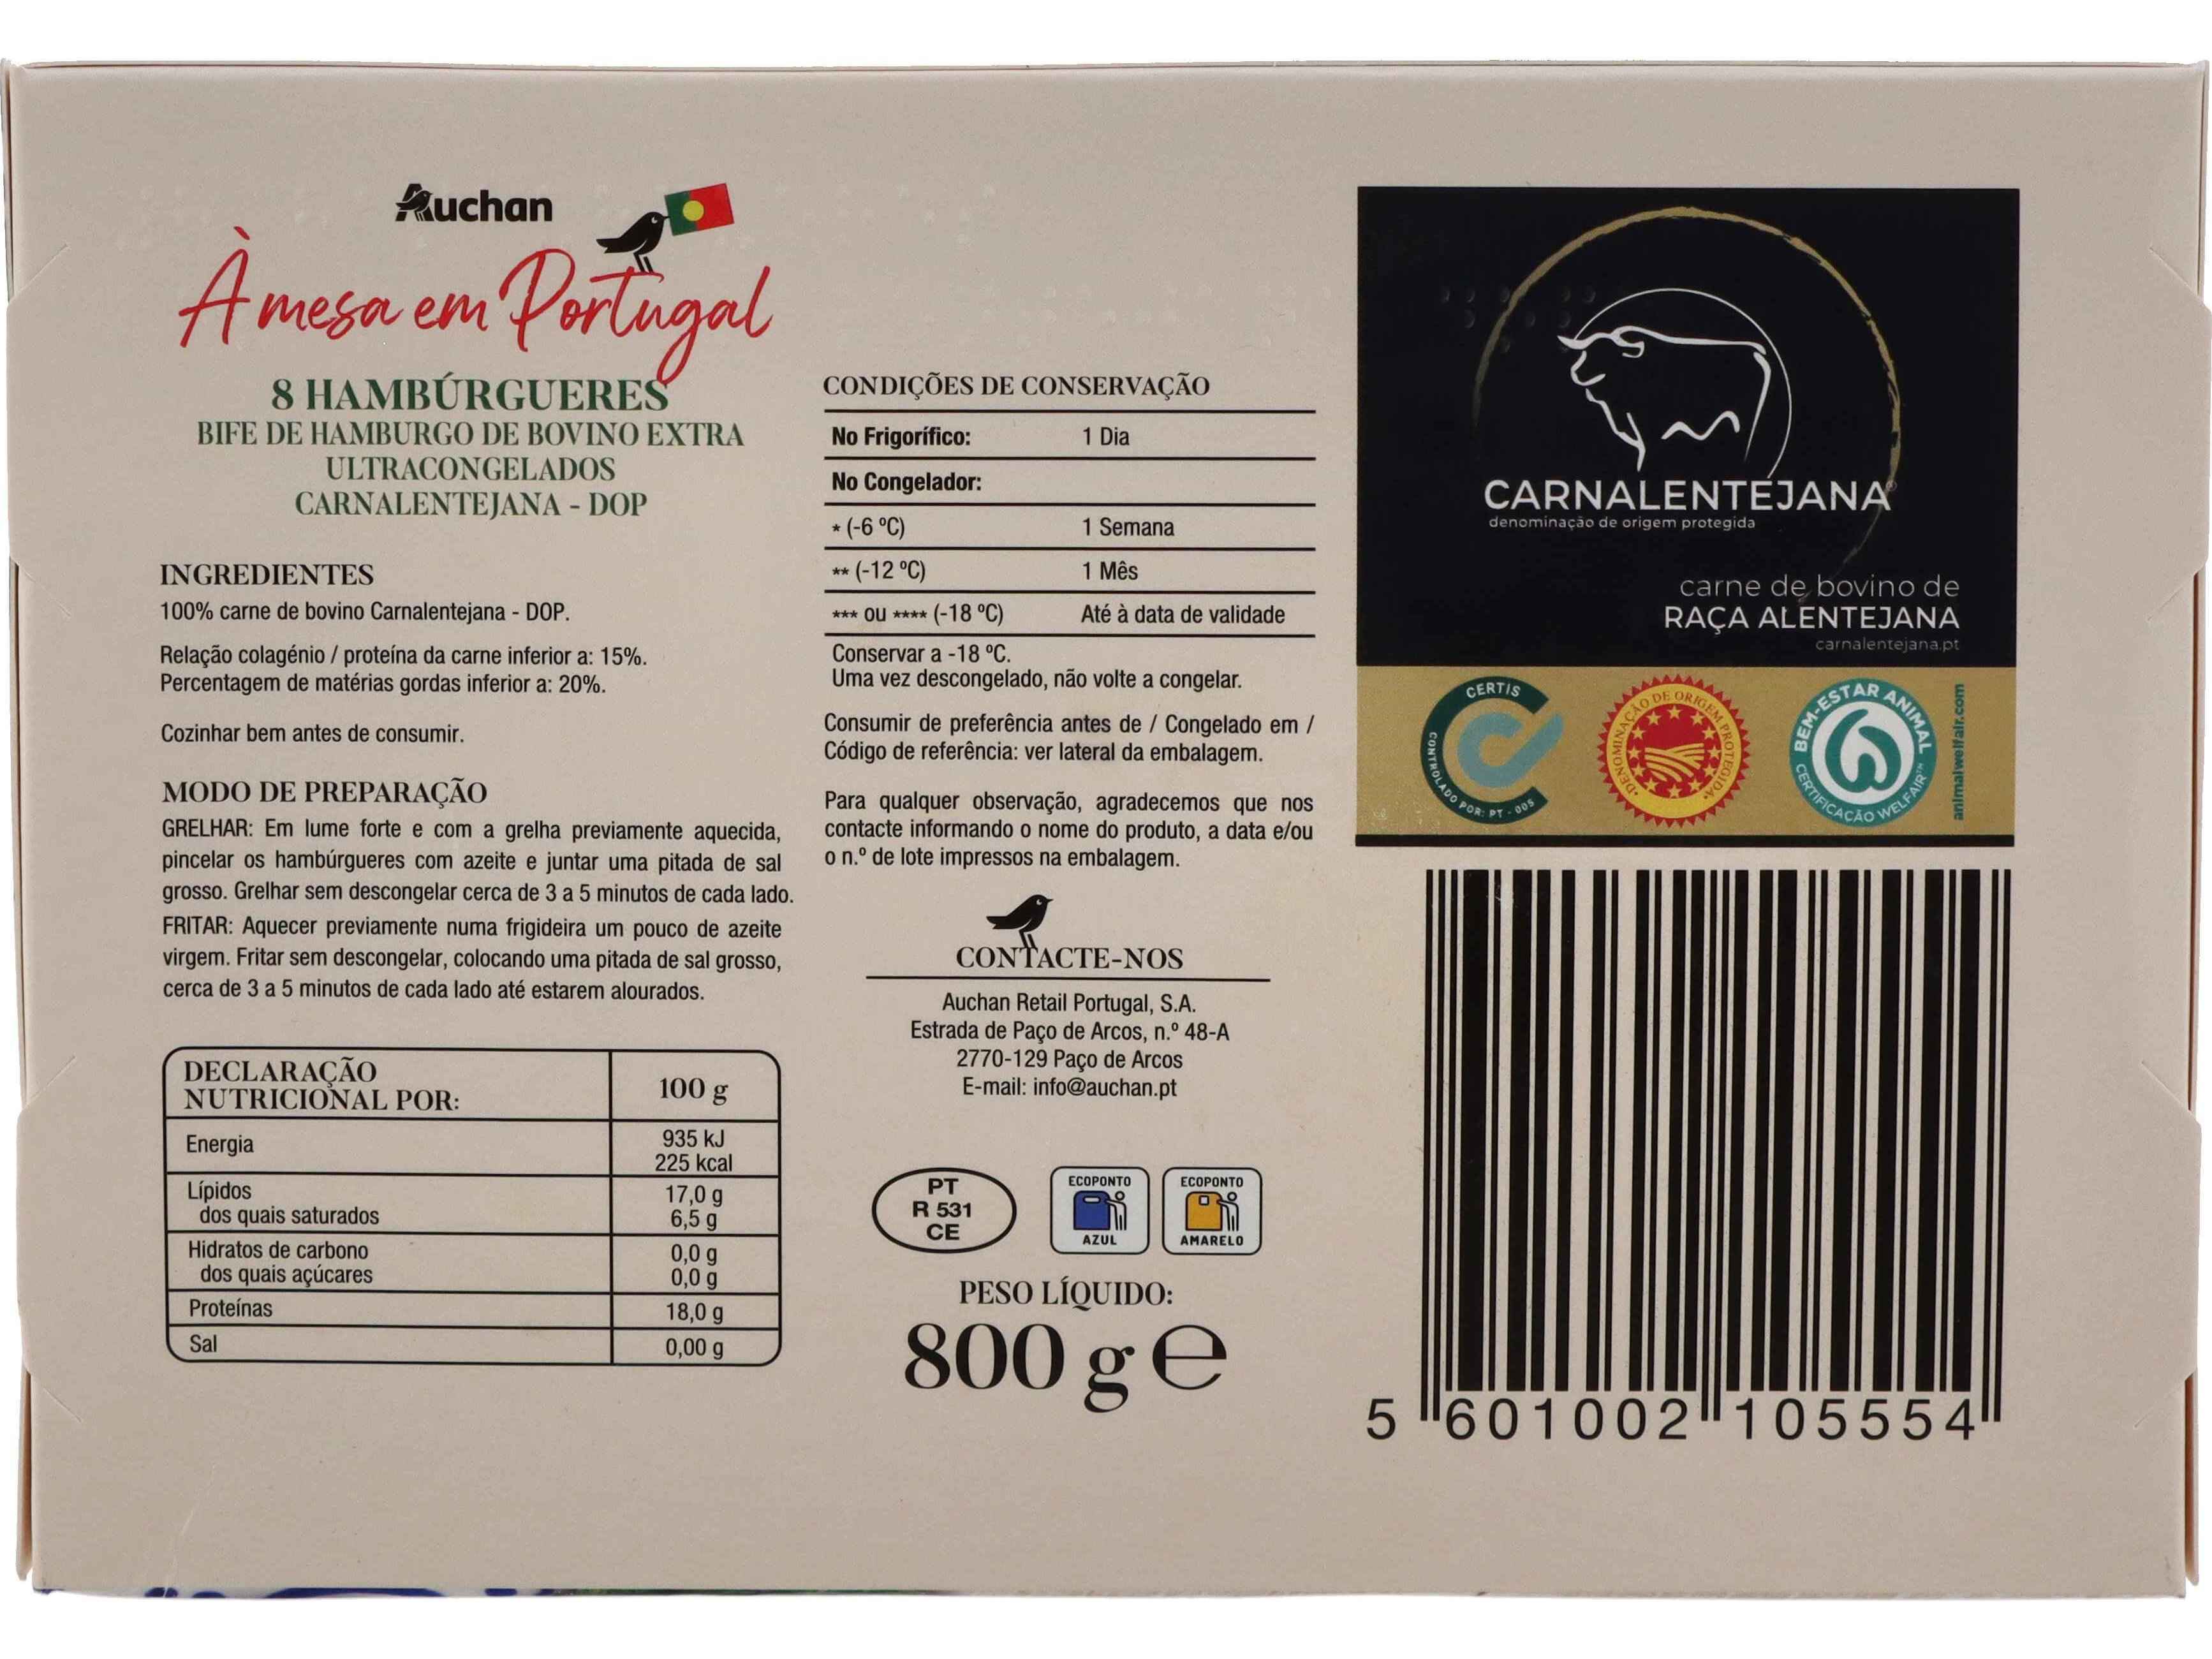 Auchan
À mesa em Portugal
8 HAMBÚRGUERES
BIFE DE HAMBURGO DE BOVINO EXTRA
ULTRACONGELADOS
CARNALENTEJANA - DOP
INGREDIENTES
100% carne de bovino Carnalentejana - DOP.
Relação colagénio / proteína da carne inferior a: 15%.
Percentagem de matérias gordas inferior a: 20%.
Cozinhar bem antes de consumir.
MODO DE PREPARAÇÃO
GRELHAR: Em lume forte e com a grelha previamente aquecida,
pincelar os hambúrgueres com azeite e juntar uma pitada de sal
grosso. Grelhar sem descongelar cerca de 3 a 5 minutos de cada lado.
FRITAR: Aquecer previamente numa frigideira um pouco de azeite
virgem. Fritar sem descongelar, colocando uma pitada de sal grosso,
cerca de 3 a 5 minutos de cada lado até estarem alourados.
DECLARAÇÃO
NUTRICIONAL POR: 100 g
Energia 935 kJ
225 kcal
Lípidos 17,0 g
dos quais saturados 6,5 g
Hidratos de carbono 0,0 g
dos quais açúcares 0,0 g
Proteínas 18,0 g
Sal 0,00 g
CONDIÇÕES DE CONSERVAÇÃO
No Frigorífico: 1 Dia
No Congelador:
* (-6 ºC) 1 Semana
** (-12 ºC) 1 Mês
*** ou **** (-18 ºC) Até à data de validade
Conservar a -18 ºC.
Uma vez descongelado, não volte a congelar.
Consumir de preferência antes de / Congelado em /
Código de referência: ver lateral da embalagem.
Para qualquer observação, agradecemos que nos
contacte informando o nome do produto, a data e/ou
o n.º de lote impressos na embalagem.
CONTACTE-NOS
Auchan Retail Portugal, S.A.
Estrada de Paço de Arcos, n.º 48-A
2770-129 Paço de Arcos
E-mail: info@auchan.pt
PT
R 531
CE
ECOPONTO
AZUL
ECOPONTO
AMARELO
PESO LÍQUIDO:
800 g e
CARNALENTEJANA®
denominação de origem protegida
carne de bovino de
RAÇA ALENTEJANA
carnalentejana.pt
CERTIS
CONTROLADO POR: PT - 005
DENOMINAÇÃO DE ORIGEM PROTEGIDA
BEM-ESTAR ANIMAL
CERTIFICAÇÃO WELFAIR™
animalwelfair.com
5 601002 105554